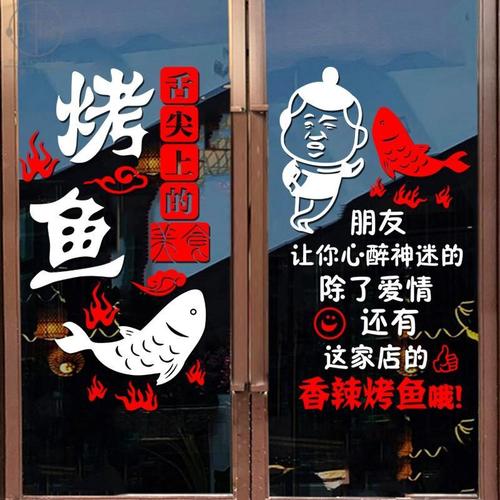 烤鱼
舌尖上的
美食
朋友
让你心醉神迷的
除了爱情
还有
这家店的
香辣烤鱼哦!